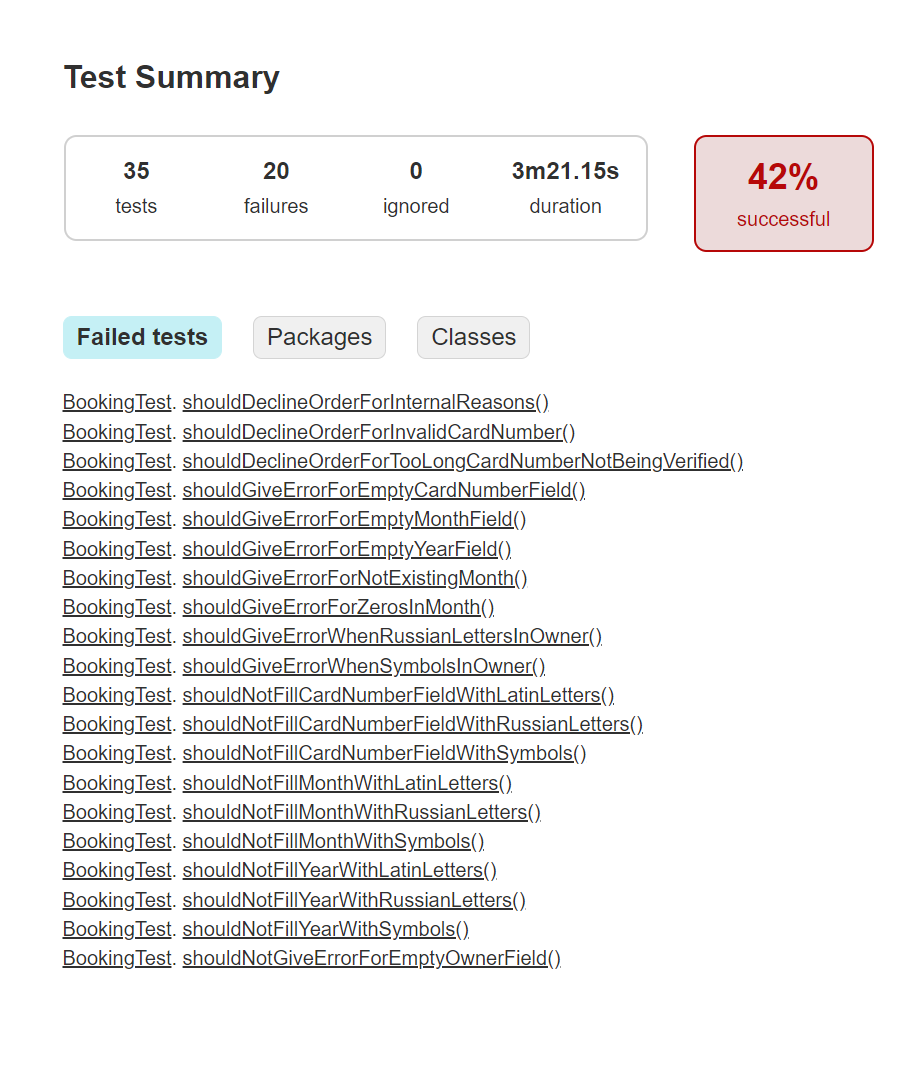 Test Summary
35 20 0 3m21.15s
tests failures ignored duration
42%
successful
Failed tests Packages Classes
BookingTest. shouldDeclineOrderForInternalReasons()
BookingTest. shouldDeclineOrderForInvalidCardNumber()
BookingTest. shouldDeclineOrderForTooLongCardNumberNotBeingVerified()
BookingTest. shouldGiveErrorForEmptyCardNumberField()
BookingTest. shouldGiveErrorForEmptyMonthField()
BookingTest. shouldGiveErrorForEmptyYearField()
BookingTest. shouldGiveErrorForNotExistingMonth()
BookingTest. shouldGiveErrorForZerosInMonth()
BookingTest. shouldGiveErrorWhenRussianLettersInOwner()
BookingTest. shouldGiveErrorWhenSymbolsInOwner()
BookingTest. shouldNotFillCardNumberFieldWithLatinLetters()
BookingTest. shouldNotFillCardNumberFieldWithRussianLetters()
BookingTest. shouldNotFillCardNumberFieldWithSymbols()
BookingTest. shouldNotFillMonthWithLatinLetters()
BookingTest. shouldNotFillMonthWithRussianLetters()
BookingTest. shouldNotFillMonthWithSymbols()
BookingTest. shouldNotFillYearWithLatinLetters()
BookingTest. shouldNotFillYearWithRussianLetters()
BookingTest. shouldNotFillYearWithSymbols()
BookingTest. shouldNotGiveErrorForEmptyOwnerField()